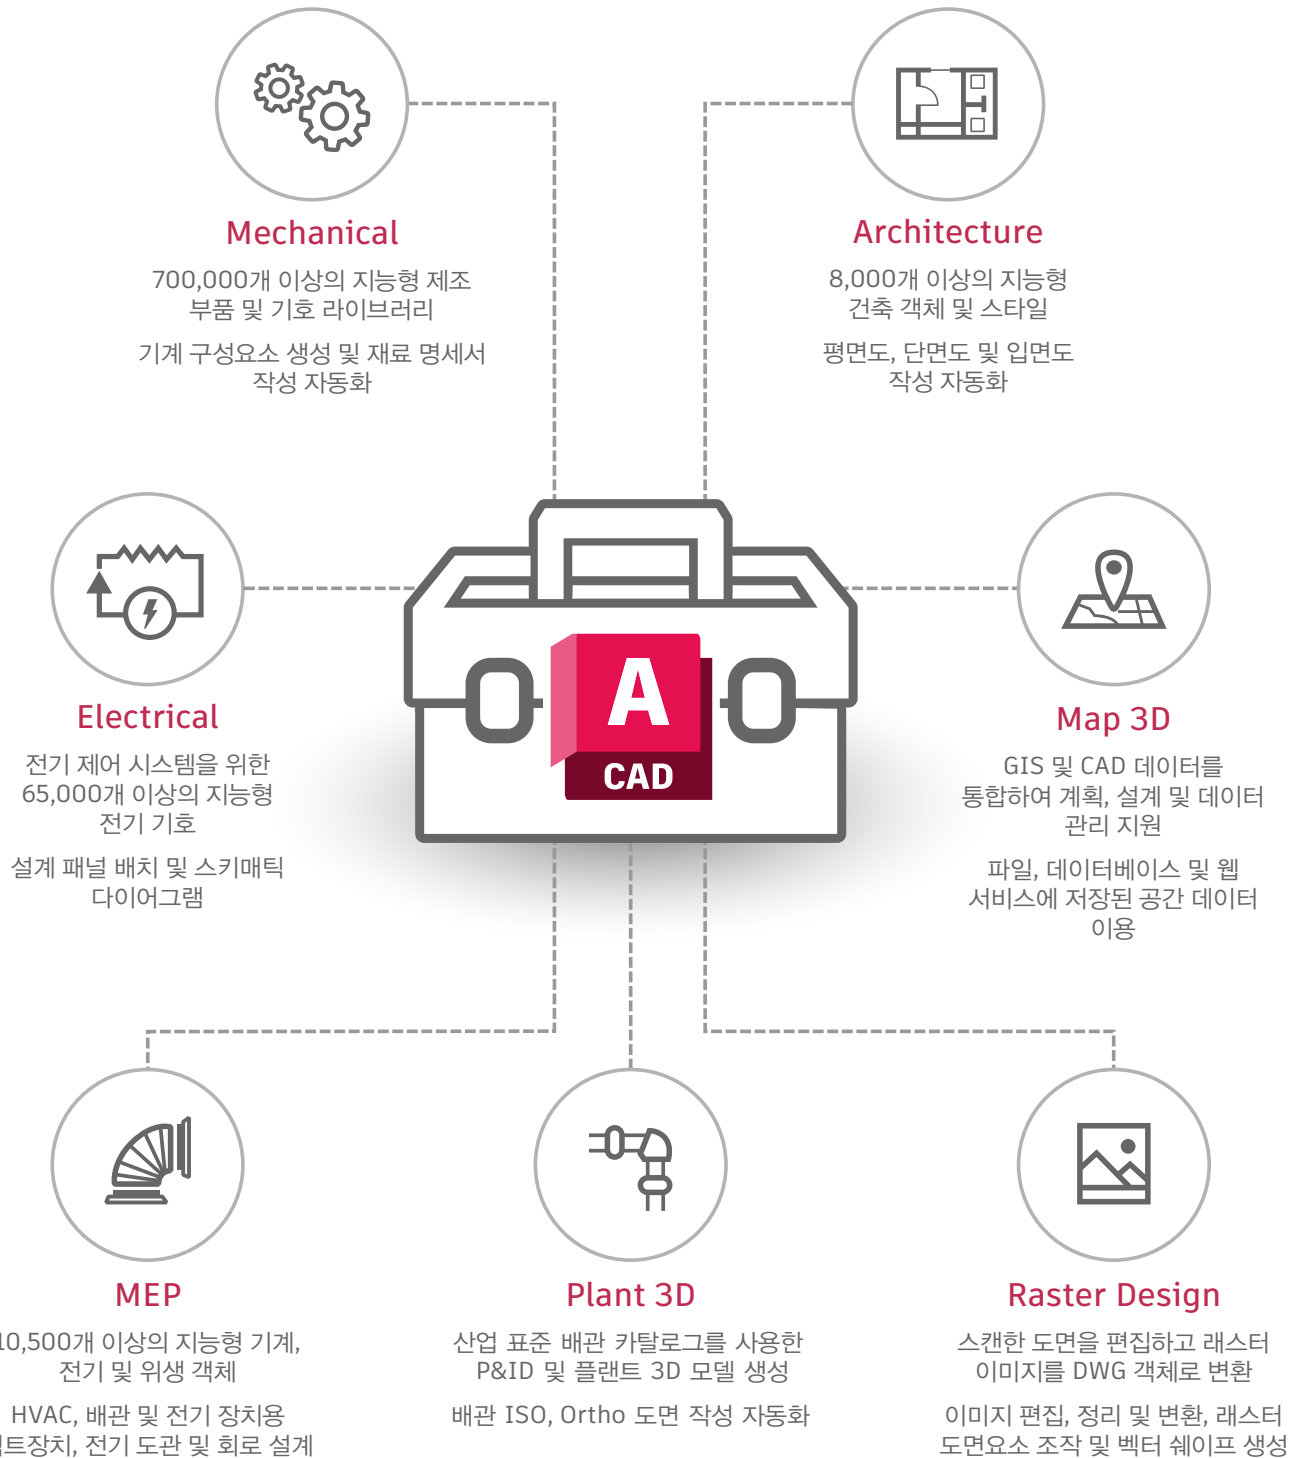 Mechanical
700,000개 이상의 지능형 제조
부품 및 기호 라이브러리
기계 구성요소 생성 및 재료 명세서
작성 자동화
Architecture
8,000개 이상의 지능형
건축 객체 및 스타일
평면도, 단면도 및 입면도
작성 자동화
Electrical
전기 제어 시스템을 위한
65,000개 이상의 지능형
전기 기호
설계 패널 배치 및 스키매틱
다이어그램
A
CAD
Map 3D
GIS 및 CAD 데이터를
통합하여 계획, 설계 및 데이터
관리 지원
파일, 데이터베이스 및 웹
서비스에 저장된 공간 데이터
이용
MEP
10,500개 이상의 지능형 기계,
전기 및 위생 객체
HVAC, 배관 및 전기 장치용
전기 도관 및 회로 설계
Plant 3D
산업 표준 배관 카탈로그를 사용한
P&ID 및 플랜트 3D 모델 생성
배관 ISO, Ortho 도면 작성 자동화
Raster Design
스캔한 도면을 편집하고 래스터
이미지를 DWG 객체로 변환
이미지 편집, 정리 및 변환, 래스터
도면요소 조작 및 벡터 쉐이프 생성